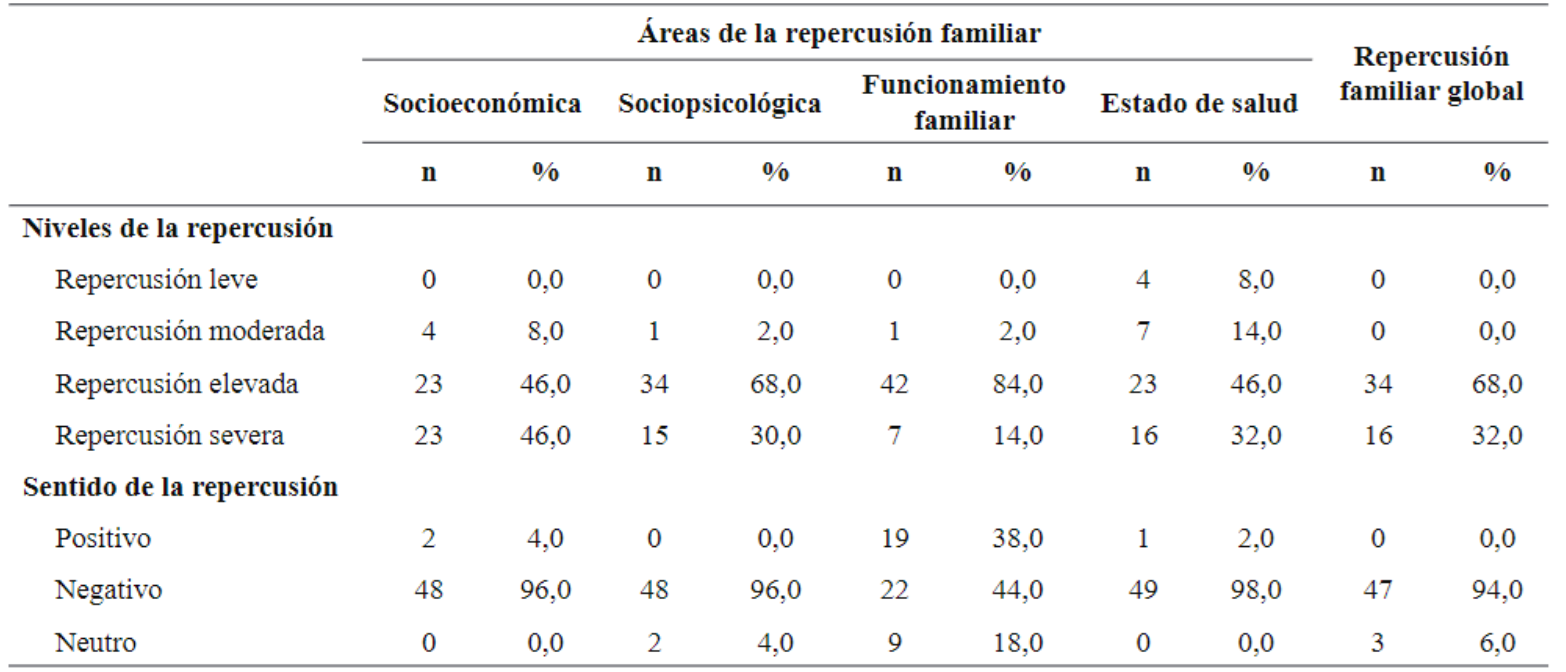 Áreas de la repercusión familiar
Repercusión familiar global
Socioeconómica Sociopsicológica Funcionamiento familiar Estado de salud
n % n % n % n % n %
Niveles de la repercusión
Repercusión leve 0 0,0 0 0,0 0 0,0 4 8,0 0 0,0
Repercusión moderada 4 8,0 1 2,0 1 2,0 7 14,0 0 0,0
Repercusión elevada 23 46,0 34 68,0 42 84,0 23 46,0 34 68,0
Repercusión severa 23 46,0 15 30,0 7 14,0 16 32,0 16 32,0
Sentido de la repercusión
Positivo 2 4,0 0 0,0 19 38,0 1 2,0 0 0,0
Negativo 48 96,0 48 96,0 22 44,0 49 98,0 47 94,0
Neutro 0 0,0 2 4,0 9 18,0 0 0,0 3 6,0